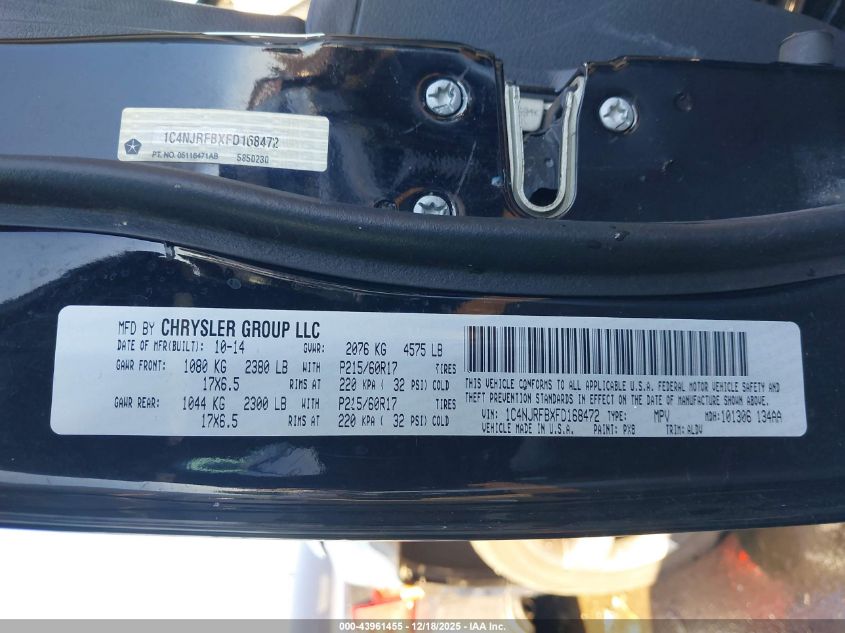 1C4NJRFBXFD168472
PT. NO. 05116471AB 5850230
MFD BY CHRYSLER GROUP LLC
DATE OF MFR(BUILT): 10-14 GVWR: 2076 KG 4575 LB
GAWR FRONT: 1080 KG 2380 LB WITH P215/60R17 TIRES
17X6.5 RIMS AT 220 KPA ( 32 PSI) COLD
GAWR REAR: 1044 KG 2300 LB WITH P215/60R17 TIRES
17X6.5 RIMS AT 220 KPA ( 32 PSI) COLD
THIS VEHICLE CONFORMS TO ALL APPLICABLE U.S.A. FEDERAL MOTOR VEHICLE SAFETY AND
THEFT PREVENTION STANDARDS IN EFFECT ON THE DATE OF MANUFACTURE SHOWN ABOVE.
VIN: 1C4NJRFBXFD168472 TYPE: MPV MDH:101306 134AA
VEHICLE MADE IN U.S.A. PAINT: PXB TRIM: ALDV
000-43961455 - 12/18/2025 - IAA Inc.